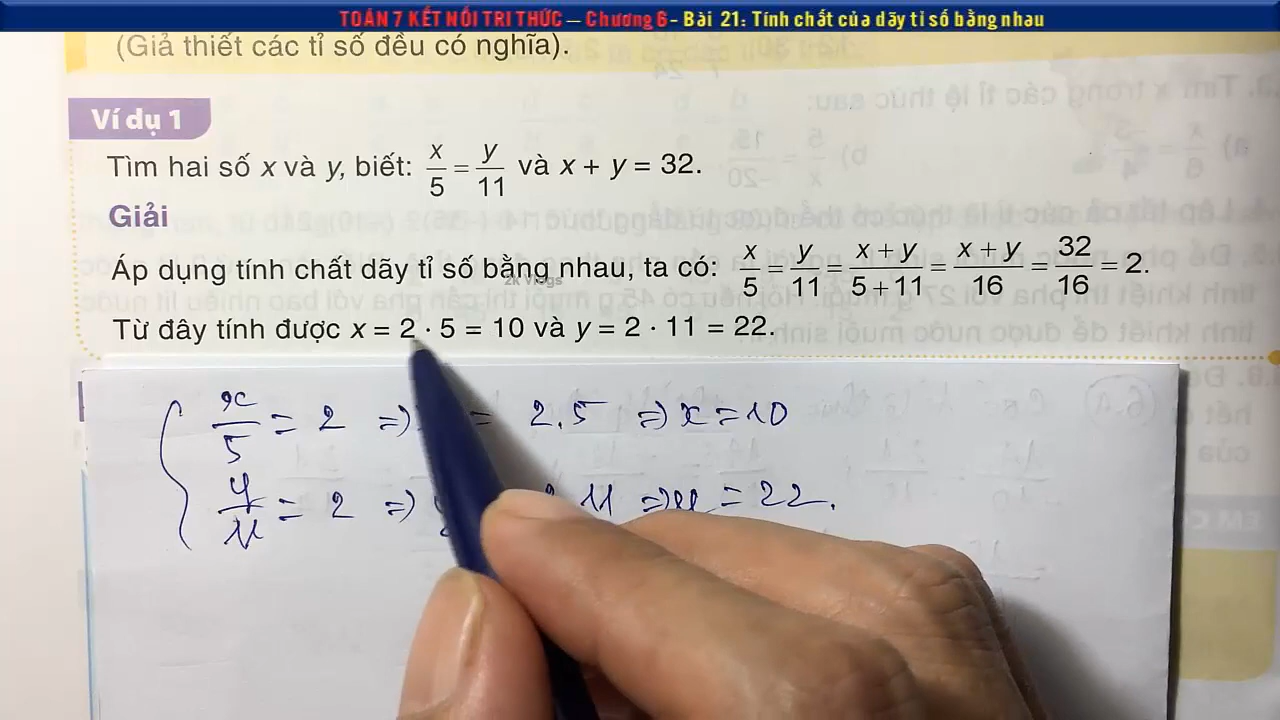 TOÁN 7 KẾT NỐI TRI THỨC – Chương 6 - Bài 21: Tính chất của dãy tỉ số bằng nhau
(Giả thiết các tỉ số đều có nghĩa).
Ví dụ 1
Tìm hai số x và y, biết: x/5 = y/11 và x + y = 32.
Giải
Áp dụng tính chất dãy tỉ số bằng nhau, ta có: x/5 = y/11 = (x + y)/(5 + 11) = (x + y)/16 = 32/16 = 2.
2k vlogs
Từ đây tính được x = 2 · 5 = 10 và y = 2 · 11 = 22.
x/5 = 2 => = 2.5 => x = 10
y/11 = 2 => 11 => y = 22.